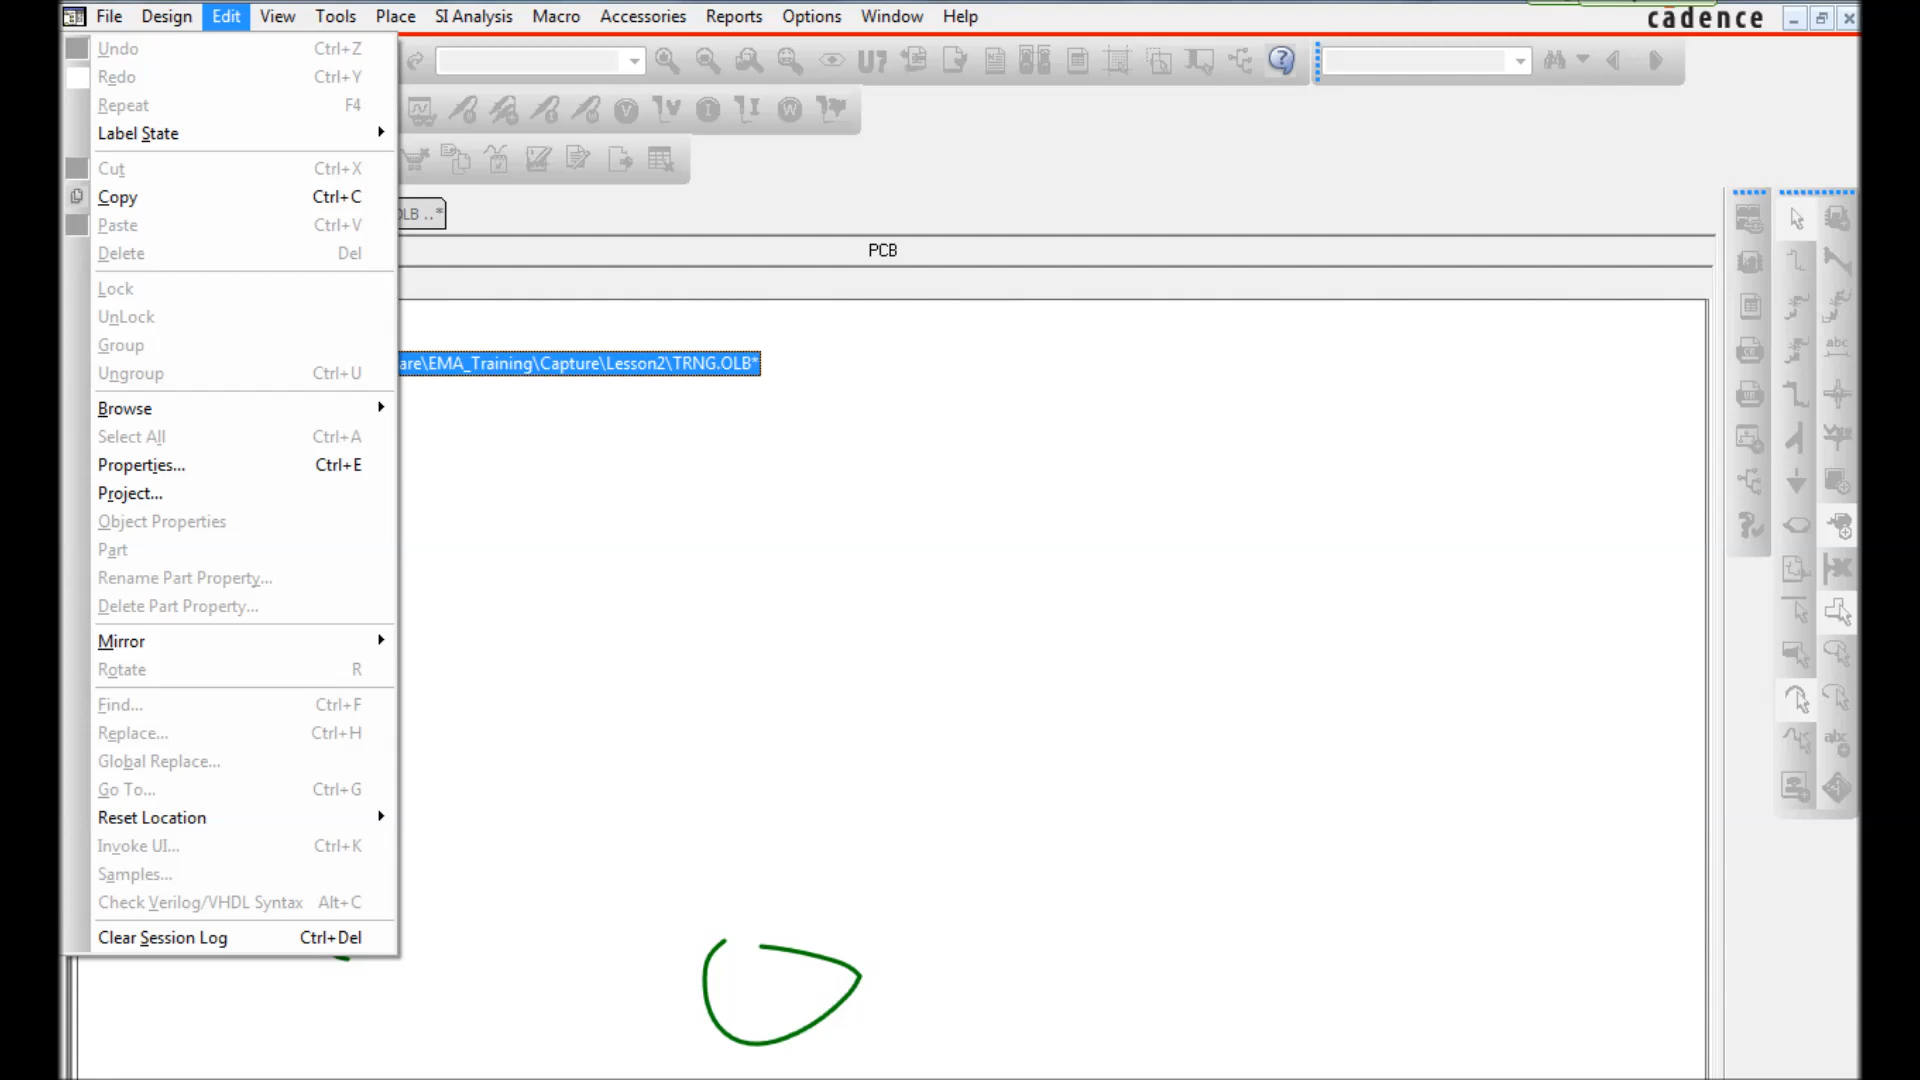 File Design Edit View Tools Place SI Analysis Macro Accessories Reports Options Window Help cādence
Undo Ctrl+Z
Redo Ctrl+Y
Repeat F4
Label State
Cut Ctrl+X
Copy Ctrl+C
Paste Ctrl+V
Delete Del
Lock
UnLock
Group
Ungroup Ctrl+U
Browse
Select All Ctrl+A
Properties... Ctrl+E
Project...
Object Properties
Part
Rename Part Property...
Delete Part Property...
Mirror
Rotate R
Find... Ctrl+F
Replace... Ctrl+H
Global Replace...
Go To... Ctrl+G
Reset Location
Invoke UI... Ctrl+K
Samples...
Check Verilog/VHDL Syntax Alt+C
Clear Session Log Ctrl+Del
U?
V V I I W
OLB ..*
PCB
are\EMA_Training\Capture\Lesson2\TRNG.OLB*
abc
abc